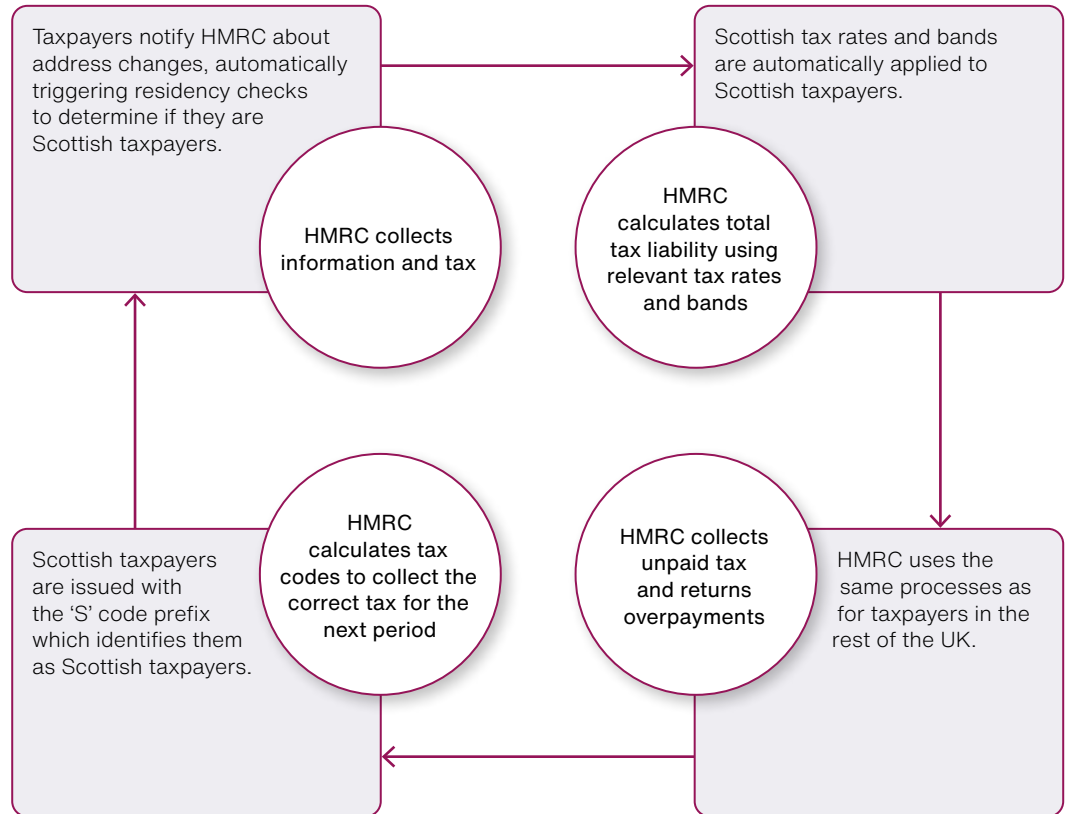 Taxpayers notify HMRC about
address changes, automatically
triggering residency checks
to determine if they are
Scottish taxpayers.
HMRC collects
information and tax
Scottish tax rates and bands
are automatically applied to
Scottish taxpayers.
HMRC
calculates total
tax liability using
relevant tax rates
and bands
Scottish taxpayers
are issued with
the ‘S’ code prefix
which identifies them
as Scottish taxpayers.
HMRC
calculates tax
codes to collect the
correct tax for the
next period
HMRC collects
unpaid tax
and returns
overpayments
HMRC uses the
same processes as
for taxpayers in the
rest of the UK.